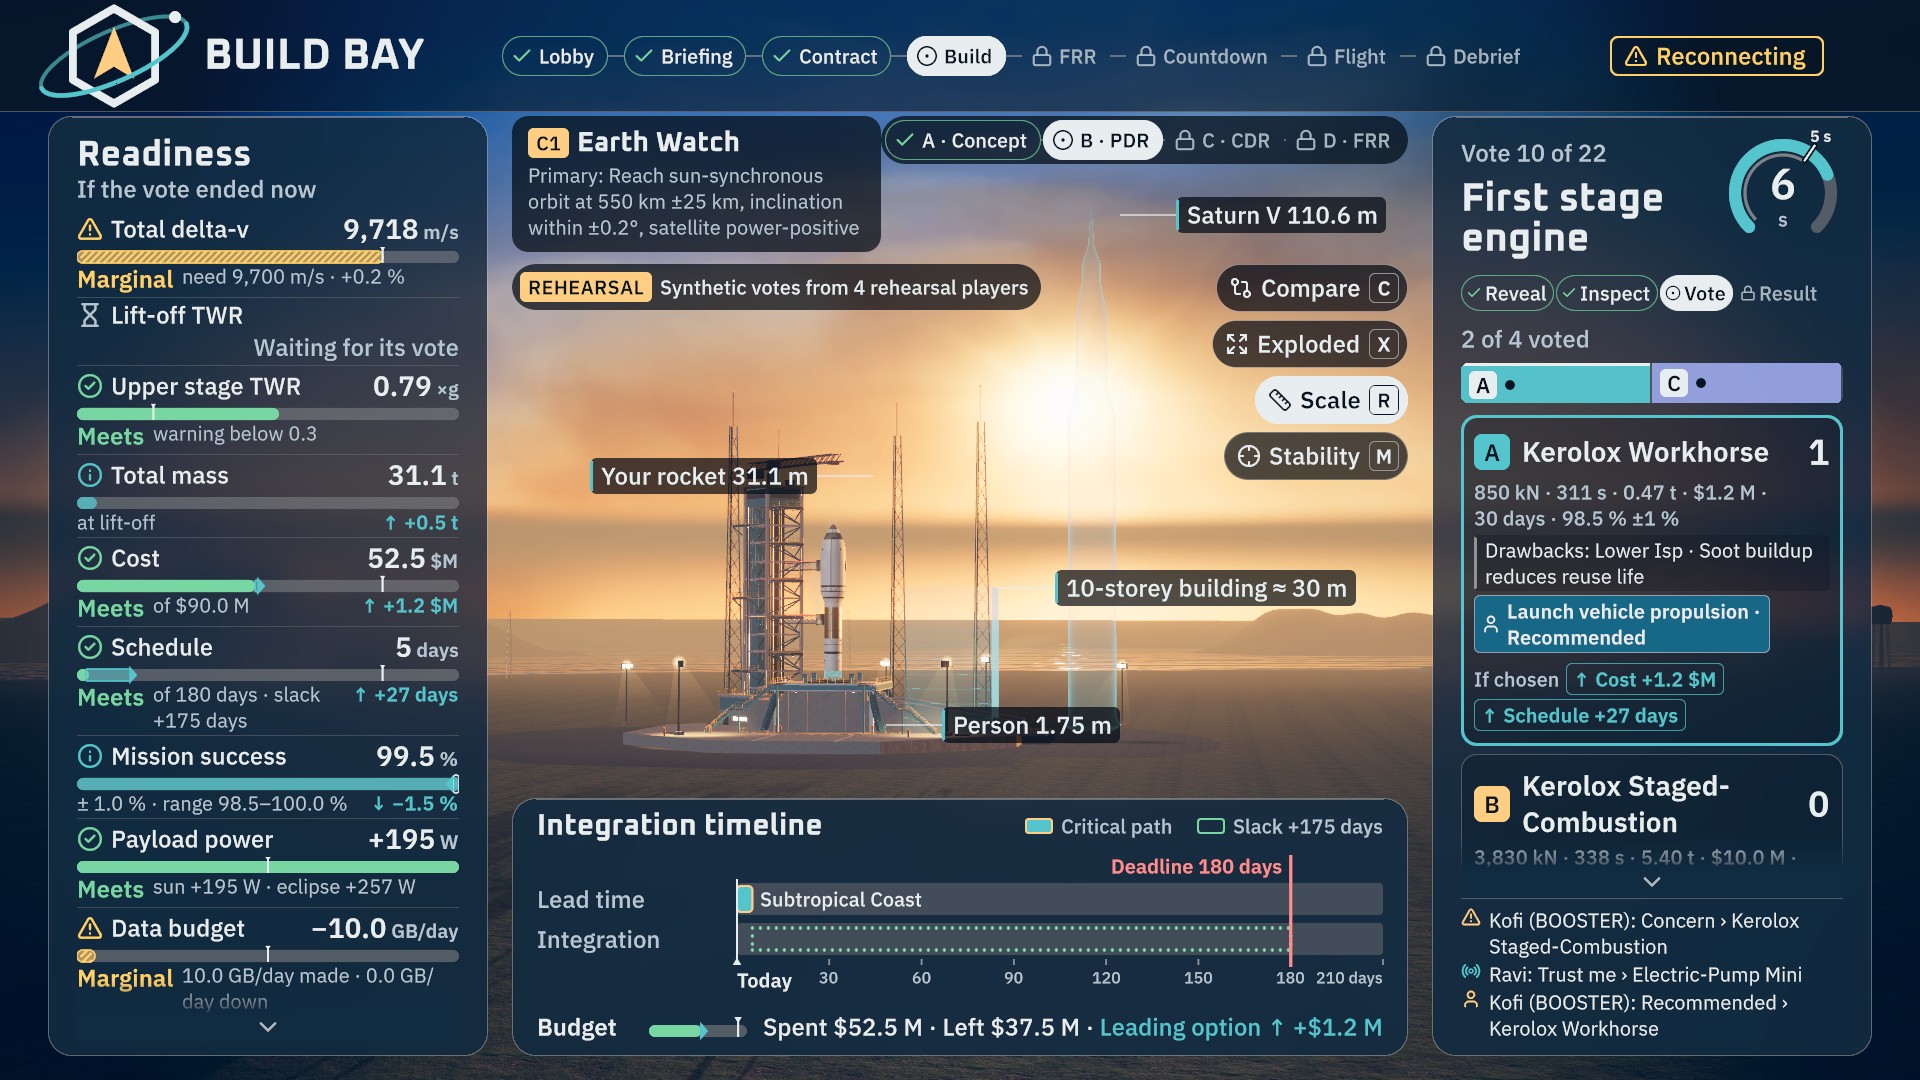 BUILD BAY
Lobby
Briefing
Contract
Build
FRR
Countdown
Flight
Debrief
Reconnecting
Readiness
If the vote ended now
Total delta-v 9,718 m/s
Marginal need 9,700 m/s · +0.2 %
Lift-off TWR
Waiting for its vote
Upper stage TWR 0.79 ×g
Meets warning below 0.3
Total mass 31.1 t
at lift-off ↑ +0.5 t
Cost 52.5 $M
Meets of $90.0 M ↑ +1.2 $M
Schedule 5 days
Meets of 180 days · slack ↑ +27 days
+175 days
Mission success 99.5 %
± 1.0 % · range 98.5–100.0 % ↓ −1.5 %
Payload power +195 W
Meets sun +195 W · eclipse +257 W
Data budget −10.0 GB/day
Marginal 10.0 GB/day made · 0.0 GB/
day down
C1 Earth Watch
Primary: Reach sun-synchronous
orbit at 550 km ±25 km, inclination
within ±0.2°, satellite power-positive
A · Concept
B · PDR
C · CDR
· D · FRR
REHEARSAL Synthetic votes from 4 rehearsal players
Saturn V 110.6 m
Compare C
Exploded X
Scale R
Stability M
Your rocket 31.1 m
10-storey building ≈ 30 m
Person 1.75 m
Integration timeline
Critical path
Slack +175 days
Deadline 180 days
Lead time Subtropical Coast
Integration
Today 30 60 90 120 150 180 210 days
Budget Spent $52.5 M · Left $37.5 M · Leading option ↑ +$1.2 M
Vote 10 of 22
First stage
engine
5 s
6
s
Reveal
Inspect
Vote
Result
2 of 4 voted
A
C
A Kerolox Workhorse 1
850 kN · 311 s · 0.47 t · $1.2 M ·
30 days · 98.5 % ±1 %
Drawbacks: Lower Isp · Soot buildup
reduces reuse life
Launch vehicle propulsion ·
Recommended
If chosen ↑ Cost +1.2 $M
↑ Schedule +27 days
B Kerolox Staged-
Combustion 0
3,830 kN · 338 s · 5.40 t · $10.0 M ·
Kofi (BOOSTER): Concern › Kerolox
Staged-Combustion
Ravi: Trust me › Electric-Pump Mini
Kofi (BOOSTER): Recommended ›
Kerolox Workhorse